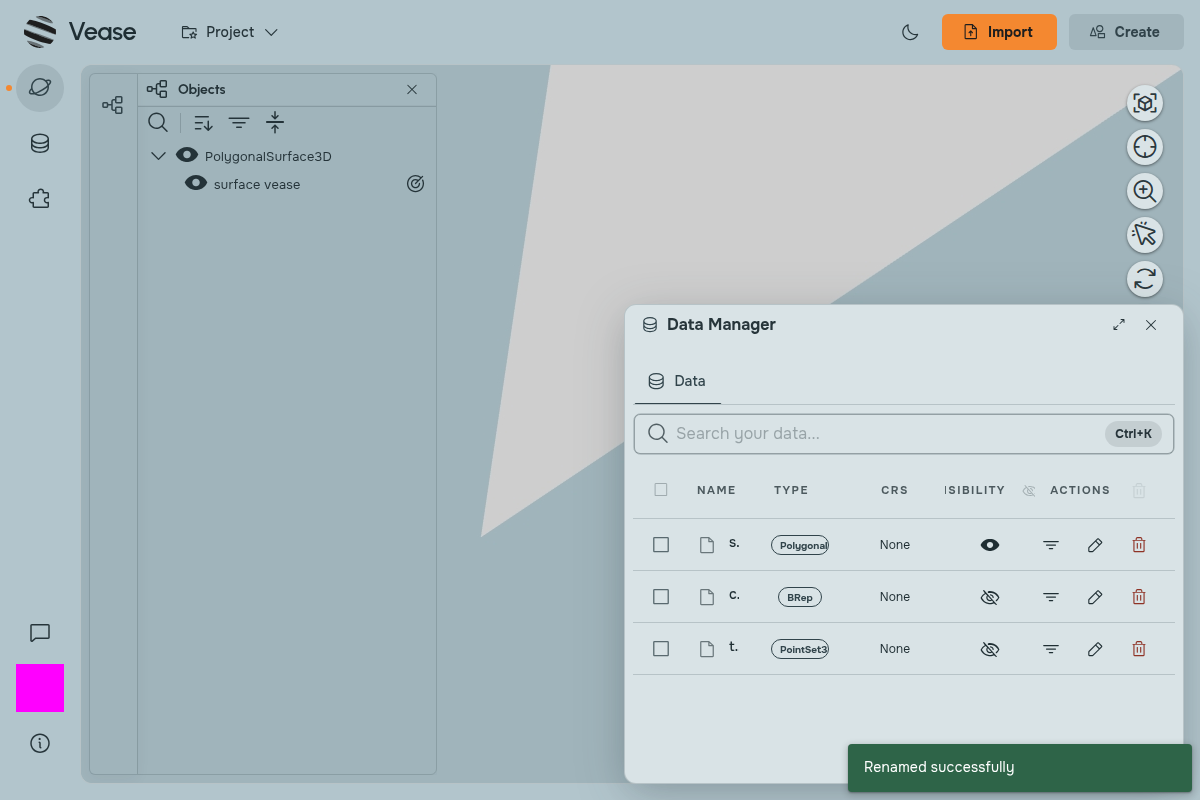 Vease
Project
Import
Create
Objects
PolygonalSurface3D
surface vease
Data Manager
Data
Search your data...
Ctrl+K
NAME
TYPE
CRS
ISIBILITY
ACTIONS
s.
Polygonal
None
c.
BRep
None
t.
PointSet3
None
Renamed successfully